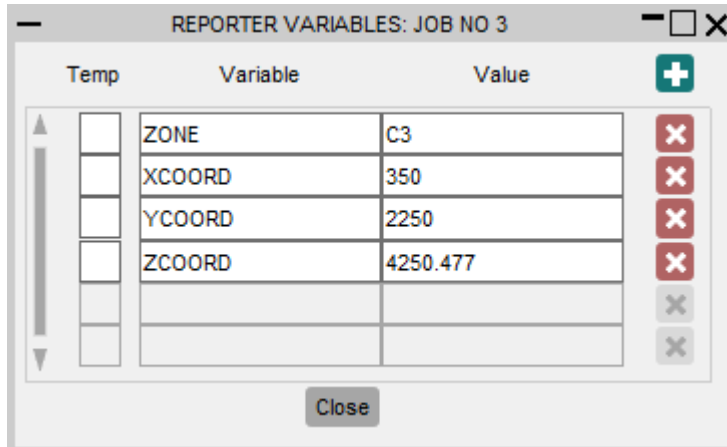 REPORTER VARIABLES: JOB NO 3
Temp Variable Value
ZONE C3
XCOORD 350
YCOORD 2250
ZCOORD 4250.477
Close